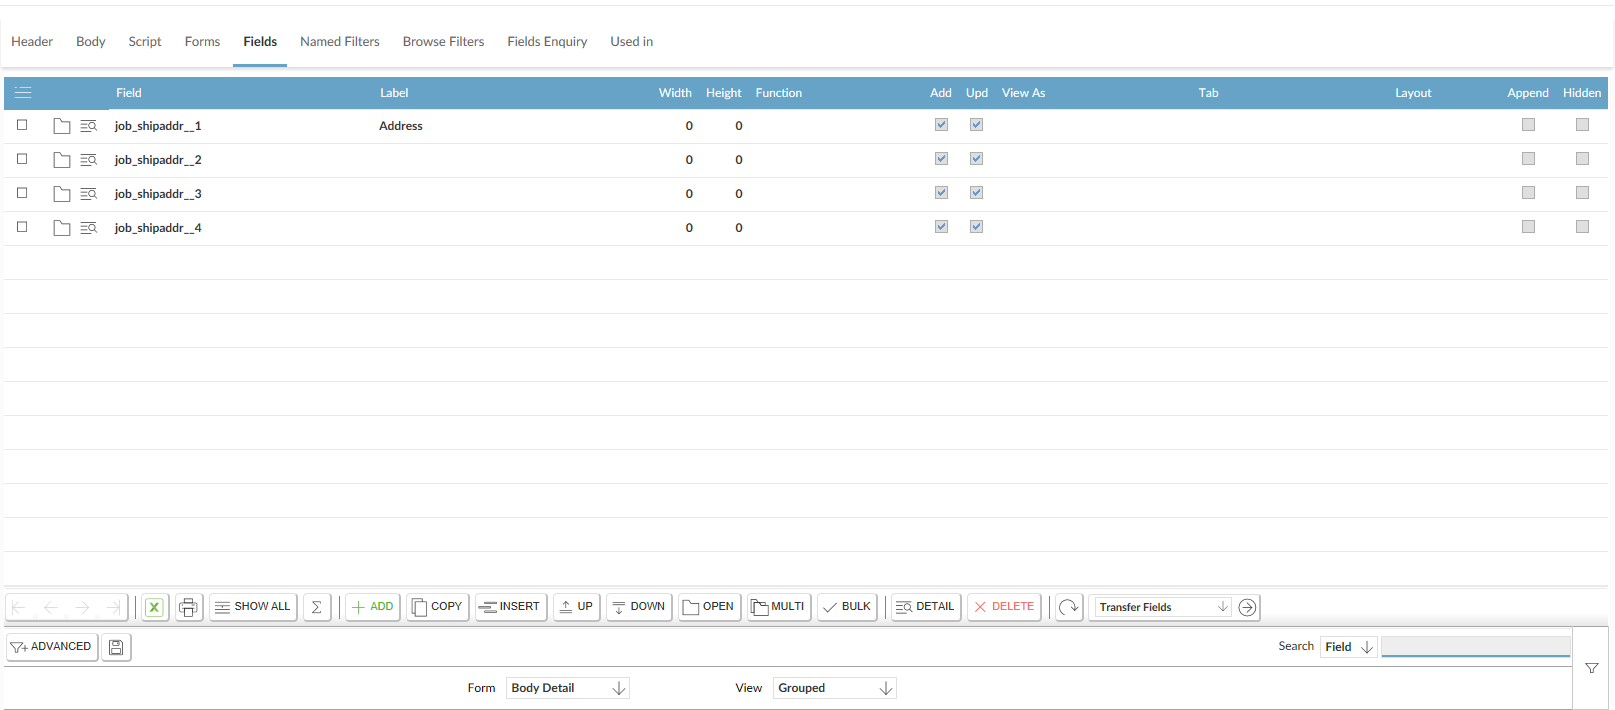 Header Body Script Forms Fields Named Filters Browse Filters Fields Enquiry Used in
Field Label Width Height Function Add Upd View As Tab Layout Append Hidden
job_shipaddr__1 Address 0 0
job_shipaddr__2 0 0
job_shipaddr__3 0 0
job_shipaddr__4 0 0
SHOW ALL Σ ADD COPY INSERT UP DOWN OPEN MULTI BULK DETAIL DELETE Transfer Fields
ADVANCED Search Field
Form Body Detail View Grouped